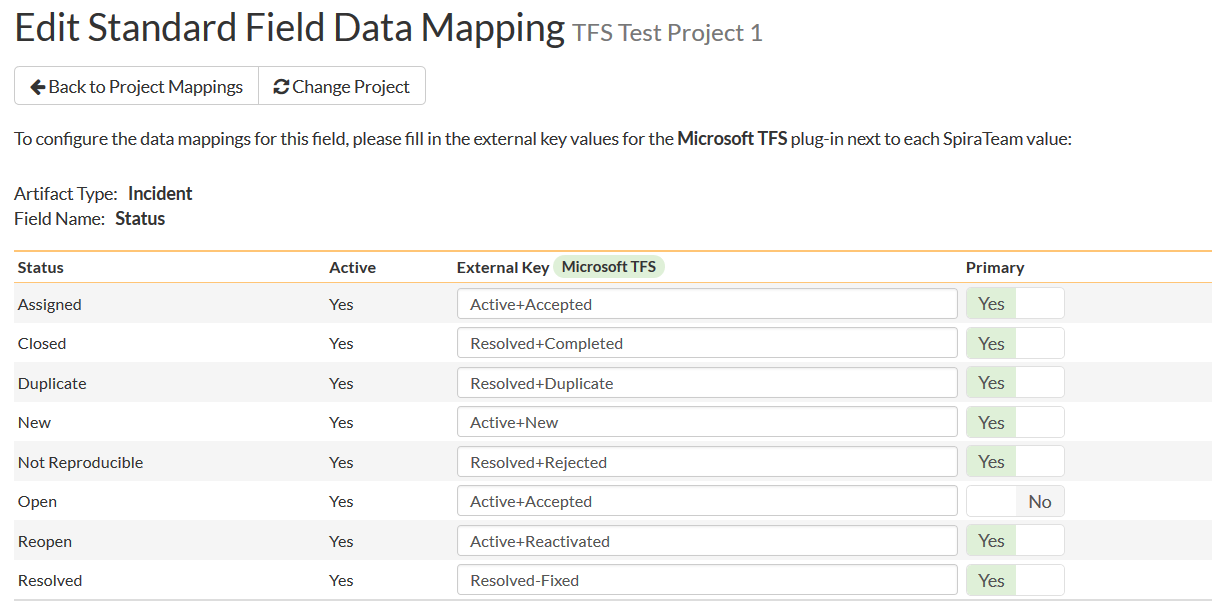 Edit Standard Field Data Mapping TFS Test Project 1
Back to Project Mappings Change Project
To configure the data mappings for this field, please fill in the external key values for the Microsoft TFS plug-in next to each SpiraTeam value:
Artifact Type: Incident
Field Name: Status
Status Active External Key Microsoft TFS Primary
Assigned Yes Active+Accepted Yes
Closed Yes Resolved+Completed Yes
Duplicate Yes Resolved+Duplicate Yes
New Yes Active+New Yes
Not Reproducible Yes Resolved+Rejected Yes
Open Yes Active+Accepted No
Reopen Yes Active+Reactivated Yes
Resolved Yes Resolved-Fixed Yes